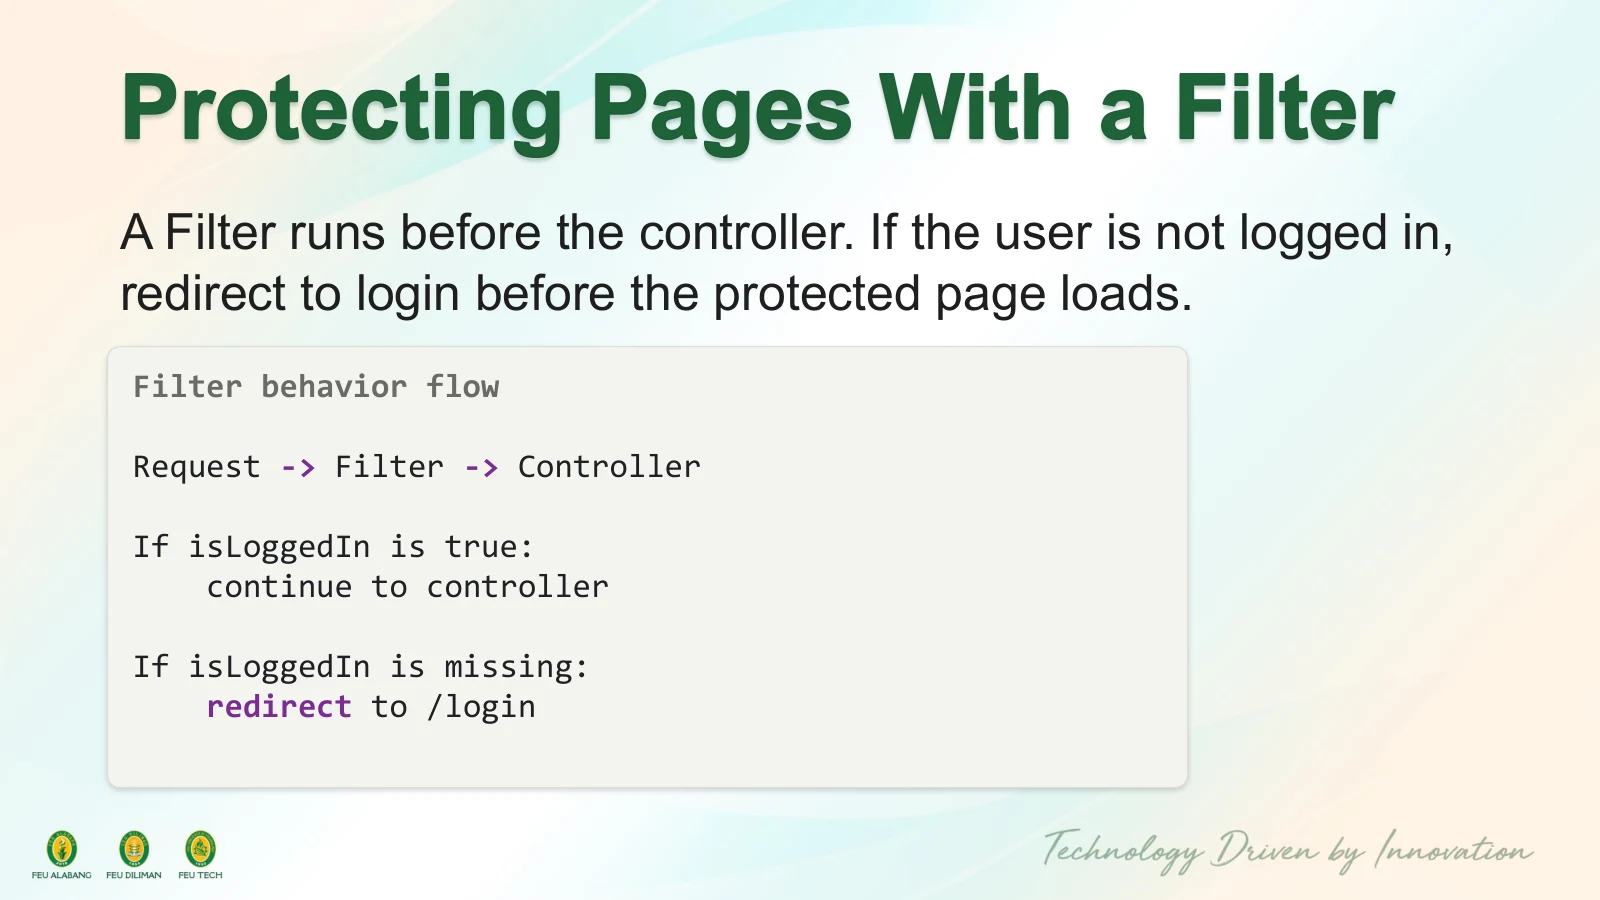 Protecting Pages With a Filter
A Filter runs before the controller. If the user is not logged in,
redirect to login before the protected page loads.
Filter behavior flow
Request -> Filter -> Controller
If isLoggedIn is true:
    continue to controller
If isLoggedIn is missing:
    redirect to /login
FEU ALABANG FEU DILIMAN FEU TECH
Technology Driven by Innovation